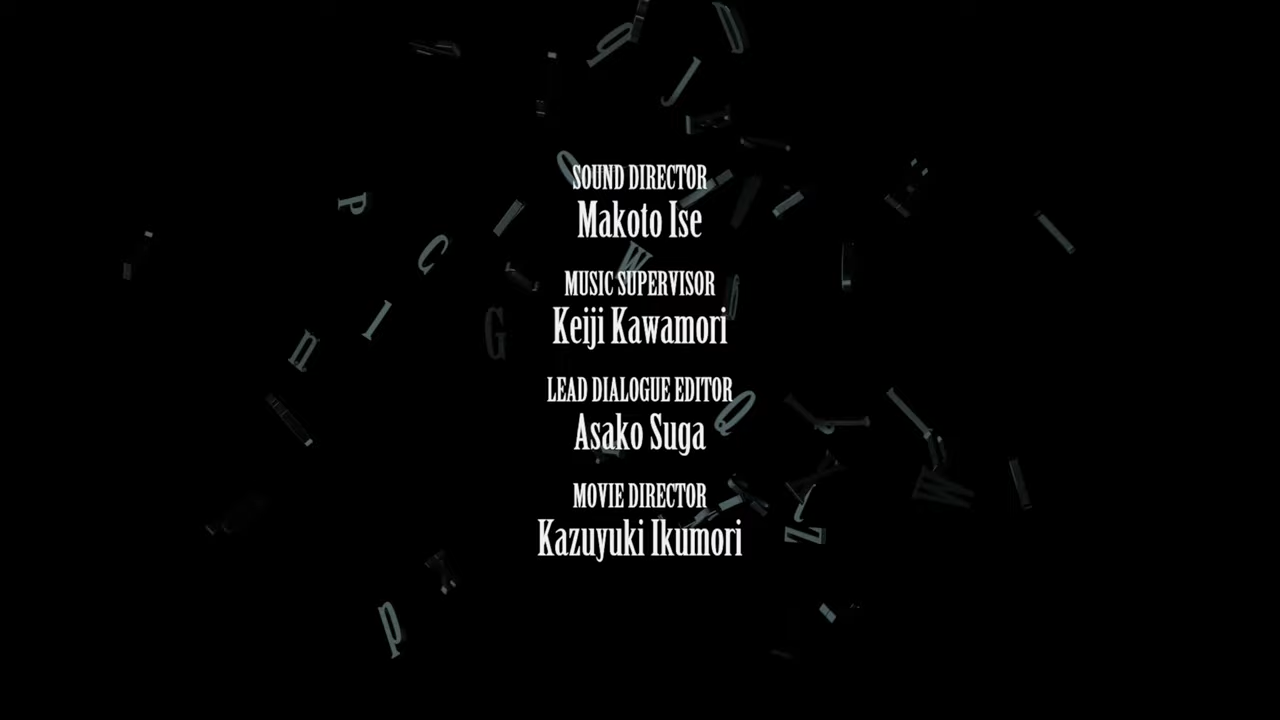 SOUND DIRECTOR
Makoto Ise
MUSIC SUPERVISOR
Keiji Kawamori
LEAD DIALOGUE EDITOR
Asako Suga
MOVIE DIRECTOR
Kazuyuki Ikumori